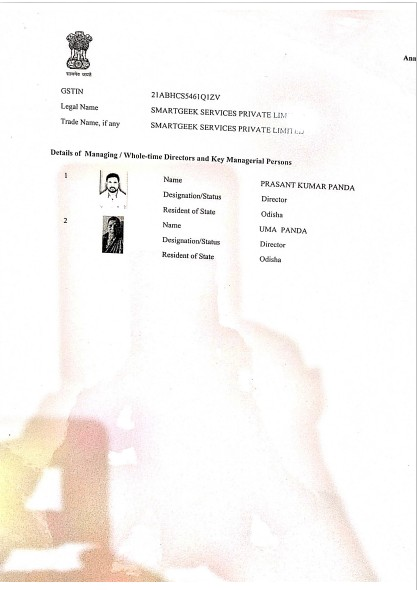 सत्यमेव जयते
Ann
GSTIN 21ABHCS5461Q1ZV
Legal Name SMARTGEEK SERVICES PRIVATE LIM
Trade Name, if any SMARTGEEK SERVICES PRIVATE LIMITED
Details of Managing / Whole-time Directors and Key Managerial Persons
1 Name PRASANT KUMAR PANDA
Designation/Status Director
Resident of State Odisha
2 Name UMA PANDA
Designation/Status Director
Resident of State Odisha